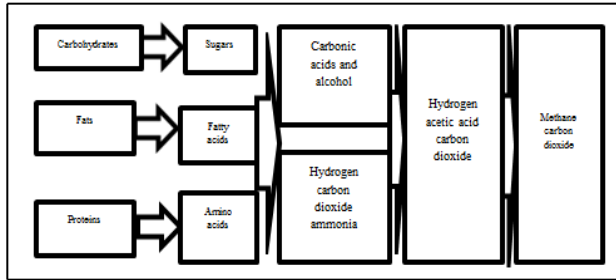 Carbohydrates
Sugars
Fats
Fatty
acids
Proteins
Amino
acids
Carbonic
acids and
alcohol
Hydrogen
carbon
dioxide
ammonia
Hydrogen
acetic acid
carbon
dioxide
Methane
carbon
dioxide